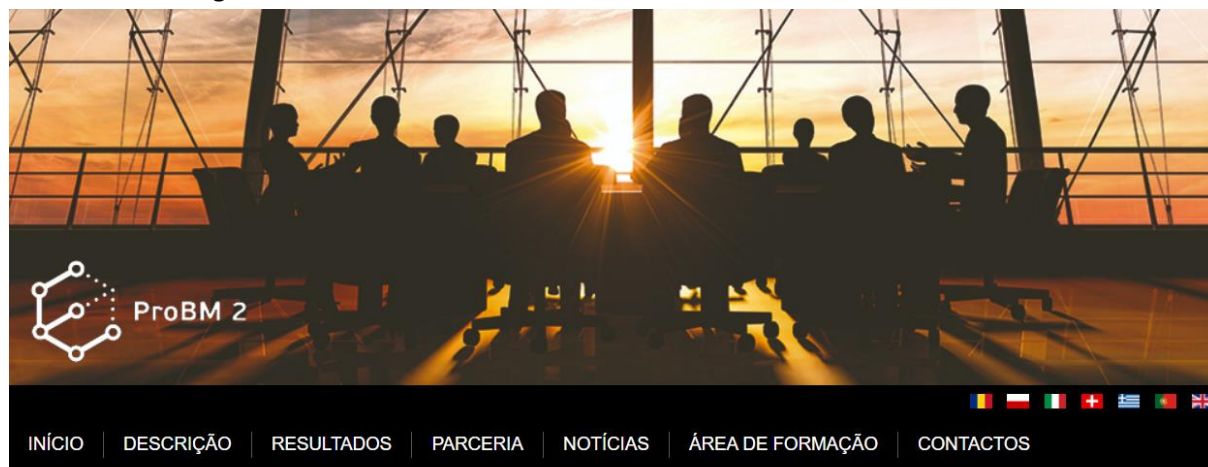 ProBM 2
INÍCIO DESCRIÇÃO RESULTADOS PARCERIA NOTÍCIAS ÁREA DE FORMAÇÃO CONTACTOS